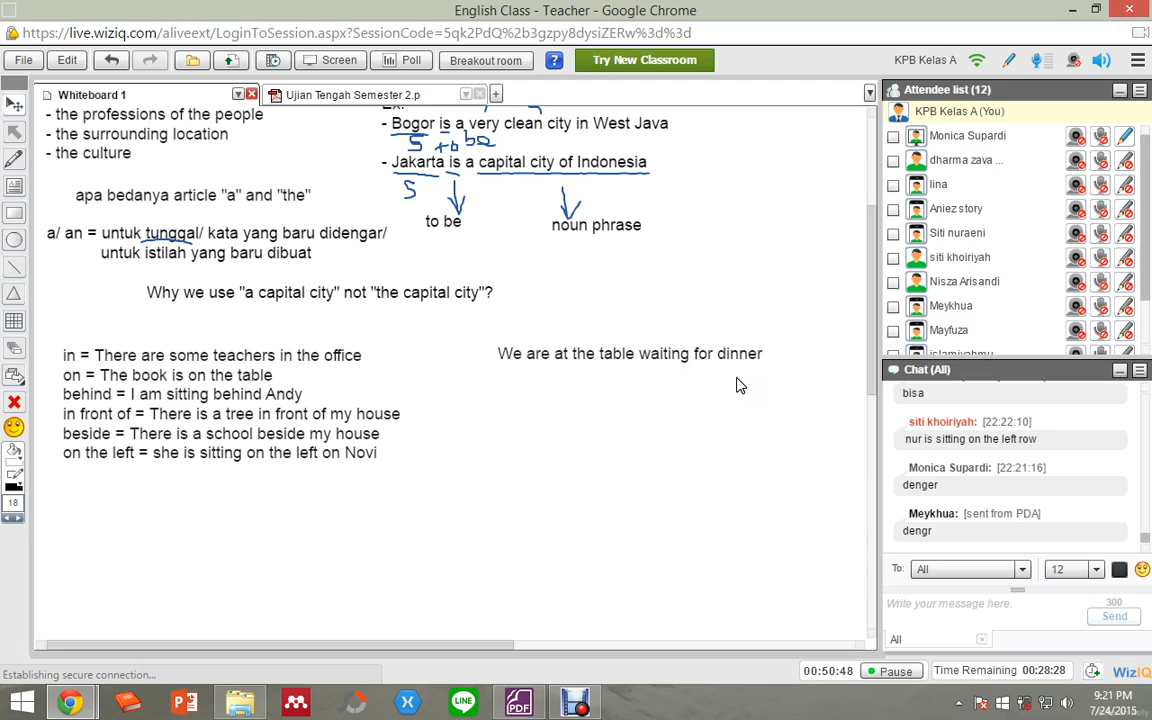 English Class - Teacher - Google Chrome
https://live.wiziq.com/aliveext/LoginToSession.aspx?SessionCode=5qk2PdQ%2b3gzpy8dysiZERw%3d%3d
File Edit Screen Poll Breakout room ? Try New Classroom KPB Kelas A
Whiteboard 1 Ujian Tengah Semester 2.p
Attendee list (12)
KPB Kelas A (You)
Monica Supardi
dharma zava ...
lina
Aniez story
Siti nuraeni
siti khoiriyah
Nisza Arisandi
Meykhua
Mayfuza
- the professions of the people
- the surrounding location
- the culture
apa bedanya article "a" and "the"
a/ an = untuk tunggal/ kata yang baru didengar/
untuk istilah yang baru dibuat
Why we use "a capital city" not "the capital city"?
- Bogor is a very clean city in West Java
S to be
- Jakarta is a capital city of Indonesia
S
to be
noun phrase
in = There are some teachers in the office
on = The book is on the table
behind = I am sitting behind Andy
in front of = There is a tree in front of my house
beside = There is a school beside my house
on the left = she is sitting on the left on Novi
We are at the table waiting for dinner
Chat (All)
bisa
siti khoiriyah: [22:22:10]
nur is sitting on the left row
Monica Supardi: [22:21:16]
denger
Meykhua: [sent from PDA]
dengr
To: All 12
Write your message here.
300
Send
All
18
Establishing secure connection...
00:50:48 Pause Time Remaining 00:28:28 WizIQ
LINE PDF
9:21 PM
7/24/2015